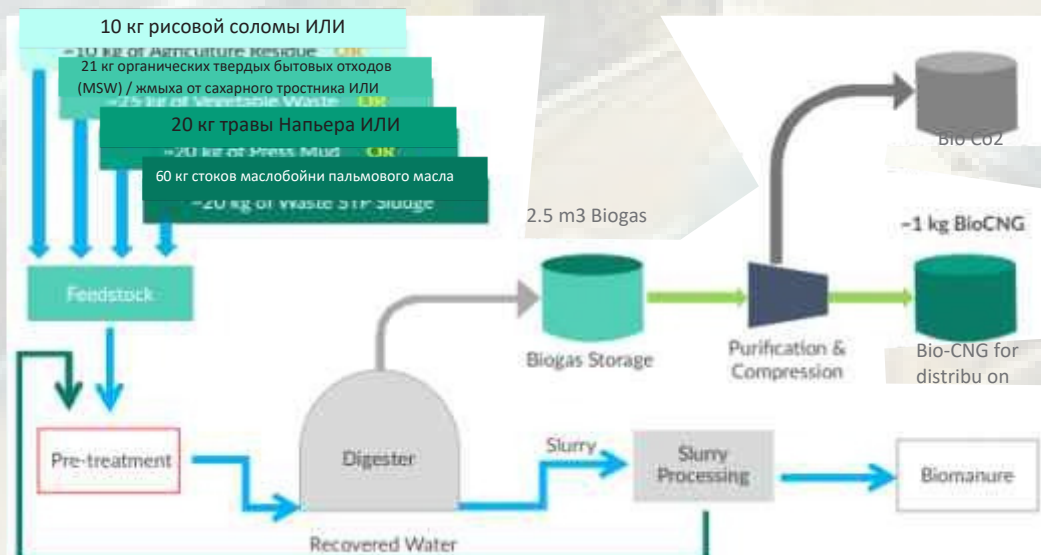 10 кг рисовой соломы ИЛИ
~10 kg of Agriculture Residue OR
21 кг органических твердых бытовых отходов
(MSW) / жмыха от сахарного тростника ИЛИ
~25 kg of Vegetable Waste OR
20 кг травы Напьера ИЛИ
~20 kg of Press Mud OR
60 кг стоков маслобойни пальмового масла
~20 kg of Waste STP Sludge
Bio Co2
2.5 m3 Biogas
~1 kg BioCNG
Feedstock
Biogas Storage
Purification &
Compression
Bio-CNG for
distribu on
Pre-treatment
Digester
Slurry
Slurry
Processing
Biomanure
Recovered Water